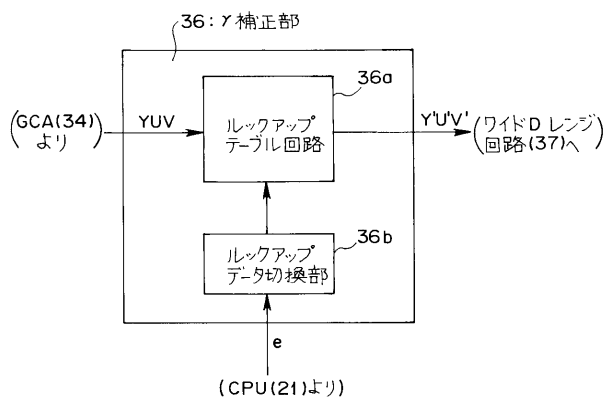 36:γ補正部
36a
ルックアップ
テーブル回路
(GCA(34)
より)
YUV
Y'U'V'
(ワイドDレンジ
回路(37)へ)
36b
ルックアップ
データ切換部
e
(CPU(21)より)